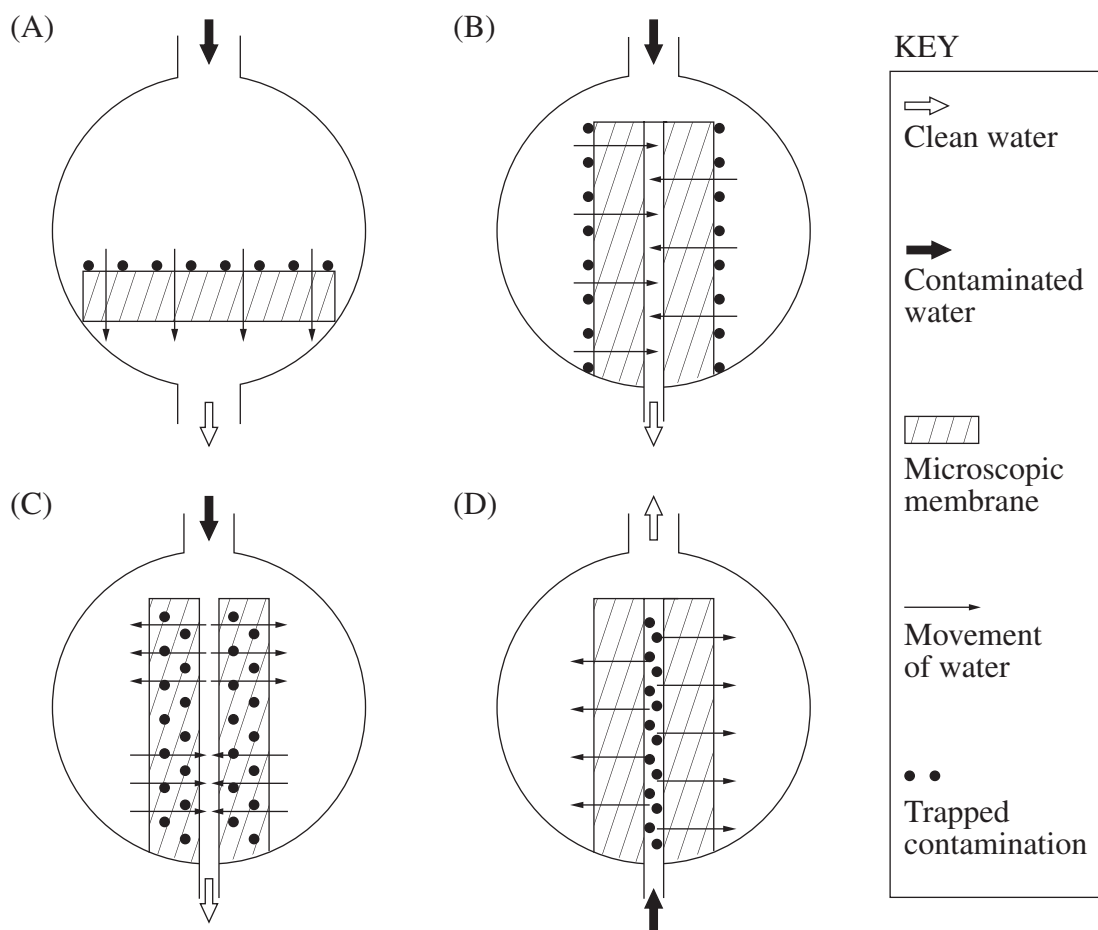 (A)
(B)
KEY
Clean water
Contaminated
water
(C)
(D)
Microscopic
membrane
Movement
of water
Trapped
contamination